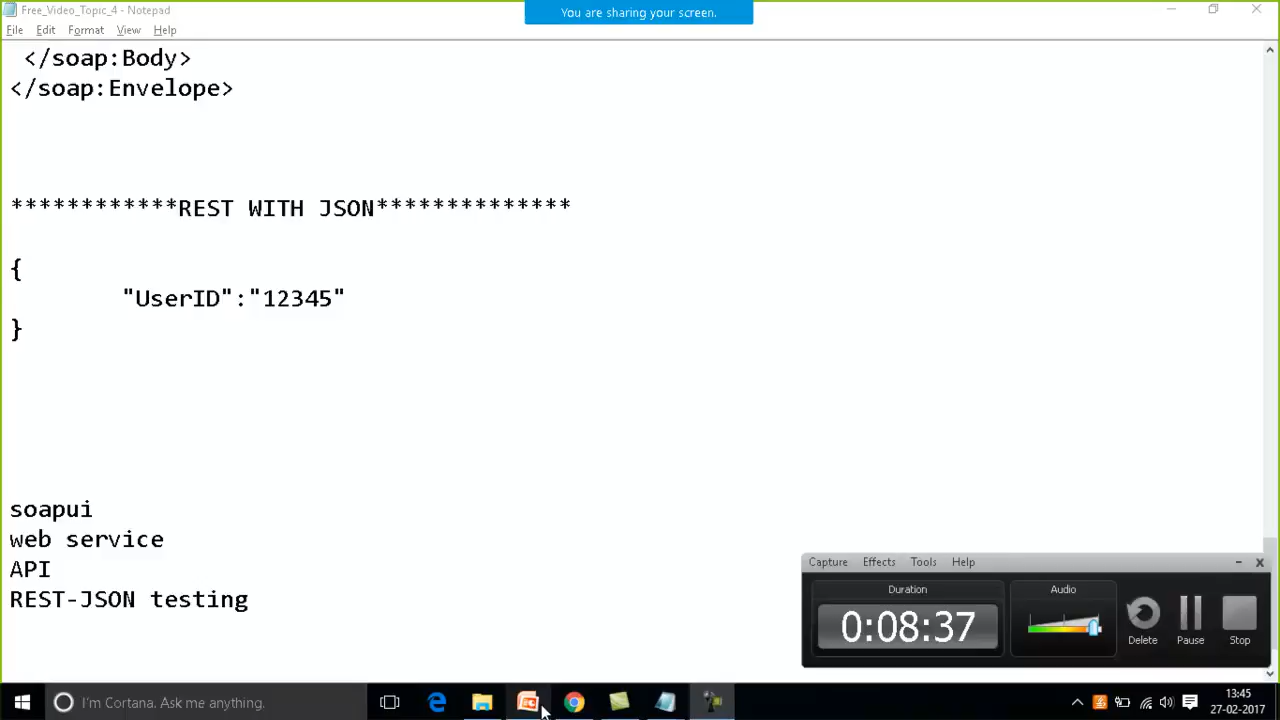 Free_Video_Topic_4 - Notepad
You are sharing your screen.
File Edit Format View Help
</soap:Body>
</soap:Envelope>
************REST WITH JSON**************
{
"UserID":"12345"
}
soapui
web service
API
REST-JSON testing
Capture Effects Tools Help
Duration
Audio
0:08:37
Delete Pause Stop
I'm Cortana. Ask me anything.
13:45
27-02-2017